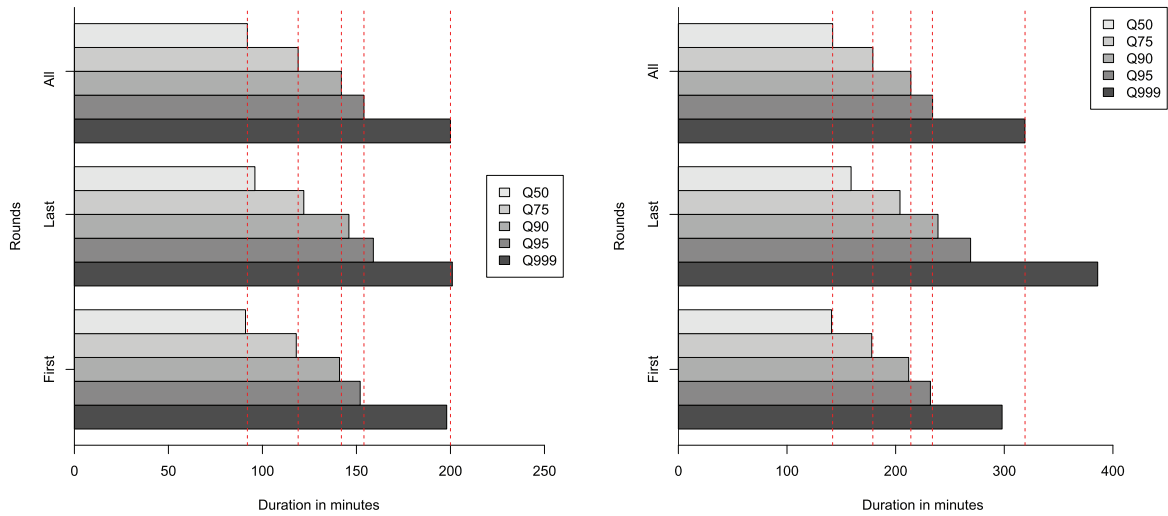 All
Last
First
Rounds
Q50
Q75
Q90
Q95
Q999
0 50 100 150 200 250
Duration in minutes
All
Last
First
Rounds
Q50
Q75
Q90
Q95
Q999
0 100 200 300 400
Duration in minutes